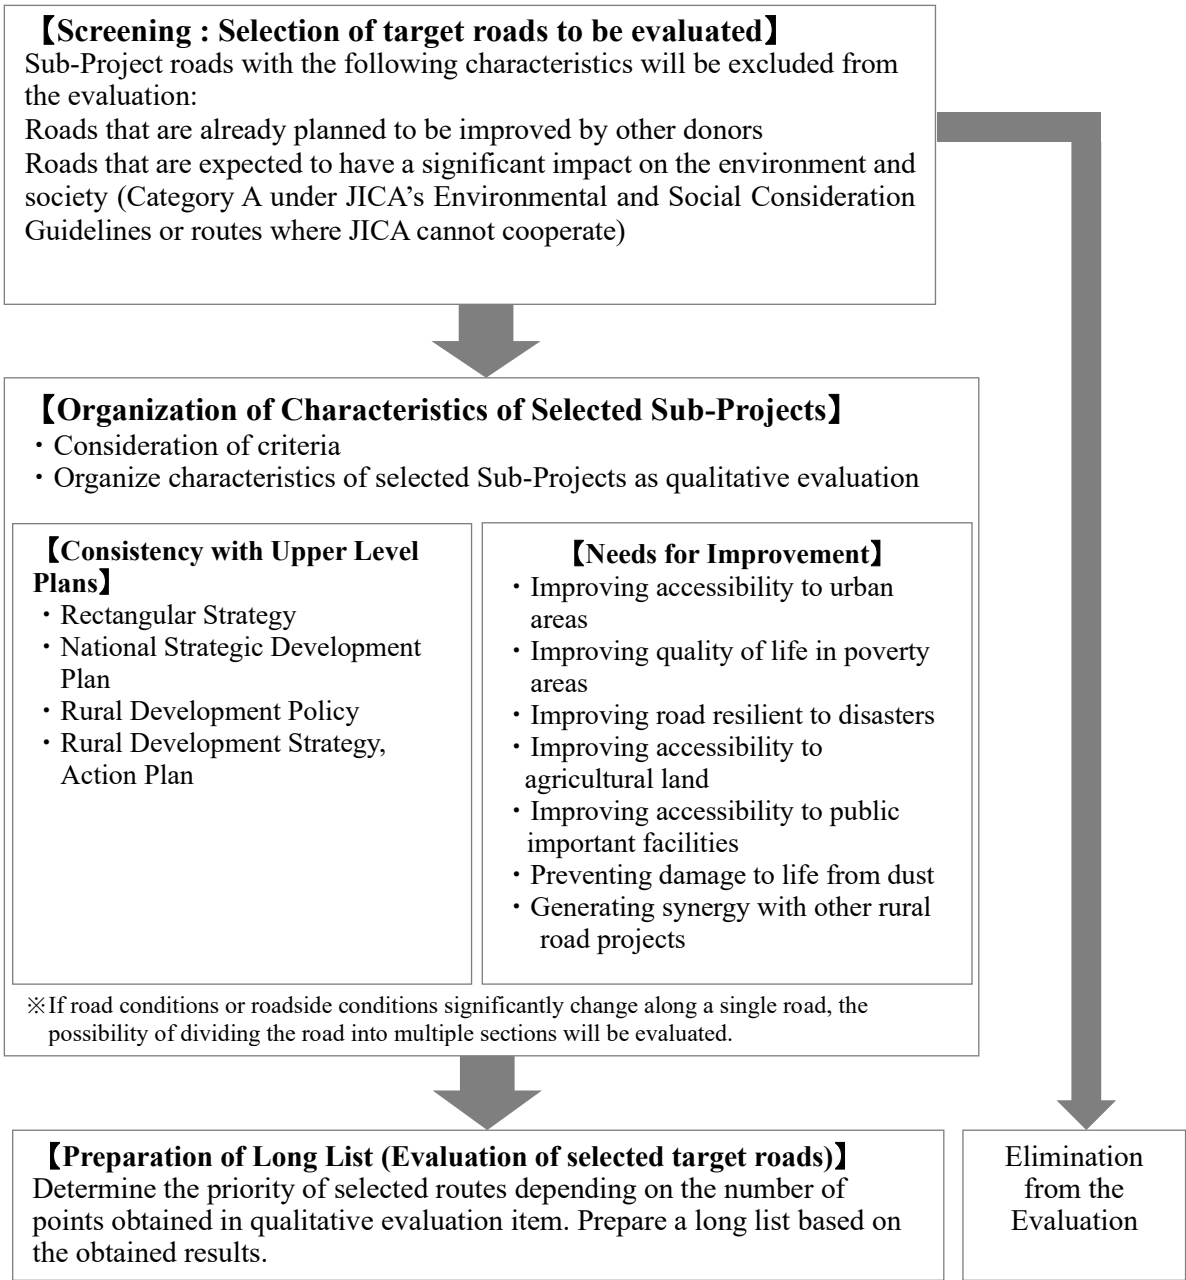 【Screening : Selection of target roads to be evaluated】
Sub-Project roads with the following characteristics will be excluded from
the evaluation:
Roads that are already planned to be improved by other donors
Roads that are expected to have a significant impact on the environment and
society (Category A under JICA’s Environmental and Social Consideration
Guidelines or routes where JICA cannot cooperate)
【Organization of Characteristics of Selected Sub-Projects】
・Consideration of criteria
・Organize characteristics of selected Sub-Projects as qualitative evaluation
【Consistency with Upper Level
Plans】
・Rectangular Strategy
・National Strategic Development
Plan
・Rural Development Policy
・Rural Development Strategy,
Action Plan
【Needs for Improvement】
・Improving accessibility to urban
areas
・Improving quality of life in poverty
areas
・Improving road resilient to disasters
・Improving accessibility to
agricultural land
・Improving accessibility to public
important facilities
・Preventing damage to life from dust
・Generating synergy with other rural
road projects
※If road conditions or roadside conditions significantly change along a single road, the
possibility of dividing the road into multiple sections will be evaluated.
【Preparation of Long List (Evaluation of selected target roads)】
Determine the priority of selected routes depending on the number of
points obtained in qualitative evaluation item. Prepare a long list based on
the obtained results.
Elimination
from the
Evaluation